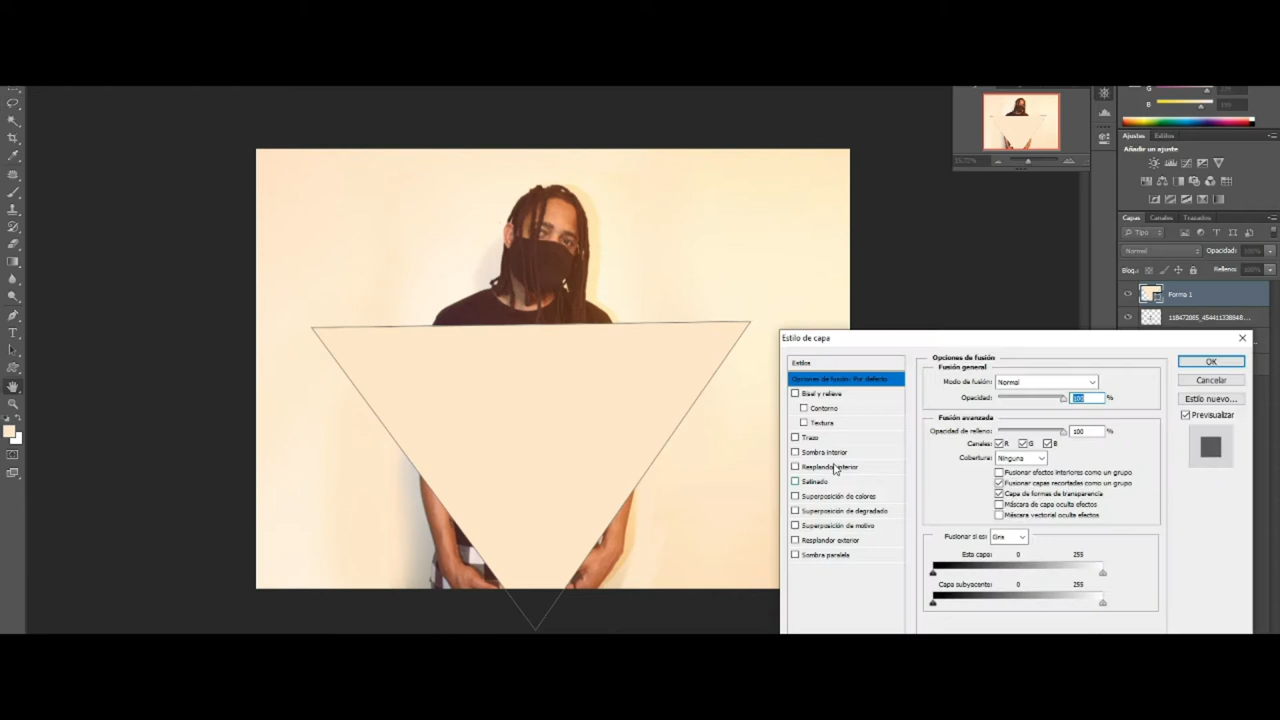 G
B
Ajustes Estilos
Añadir un ajuste
Capas Canales Trazados
Tipo
Normal Opacidad: 100%
Bloq.: Relleno: 100%
Forma 1
Estilo de capa
Estilos
Opciones de fusión: Por defecto
Bisel y relieve
Contorno
Textura
Trazo
Sombra interior
Resplandor interior
Satinado
Superposición de colores
Superposición de degradado
Superposición de motivo
Resplandor exterior
Sombra paralela
Opciones de fusión
Fusión general
Modo de fusión: Normal
Opacidad: 100 %
Fusión avanzada
Opacidad de relleno: 100 %
Canales: R G B
Cobertura: Ninguna
Fusionar efectos interiores como un grupo
Fusionar capas recortadas como un grupo
Capa de formas de transparencia
Máscara de capa oculta efectos
Máscara vectorial oculta efectos
Fusionar si es: Gris
Esta capa: 0 255
Capa subyacente: 0 255
OK
Cancelar
Estilo nuevo...
Previsualizar